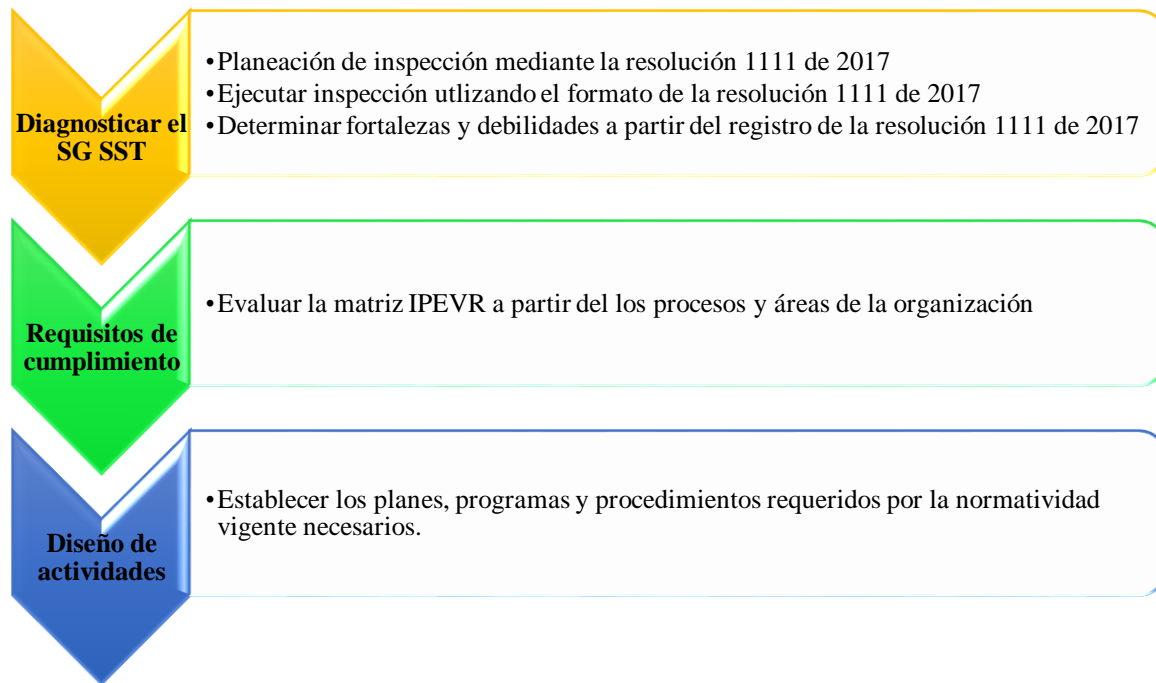 Diagnosticar el
SG SST
•Planeación de inspección mediante la resolución 1111 de 2017
•Ejecutar inspección utlizando el formato de la resolución 1111 de 2017
•Determinar fortalezas y debilidades a partir del registro de la resolución 1111 de 2017
Requisitos de
cumplimiento
•Evaluar la matriz IPEVR a partir del los procesos y áreas de la organización
Diseño de
actividades
•Establecer los planes, programas y procedimientos requeridos por la normatividad
vigente necesarios.